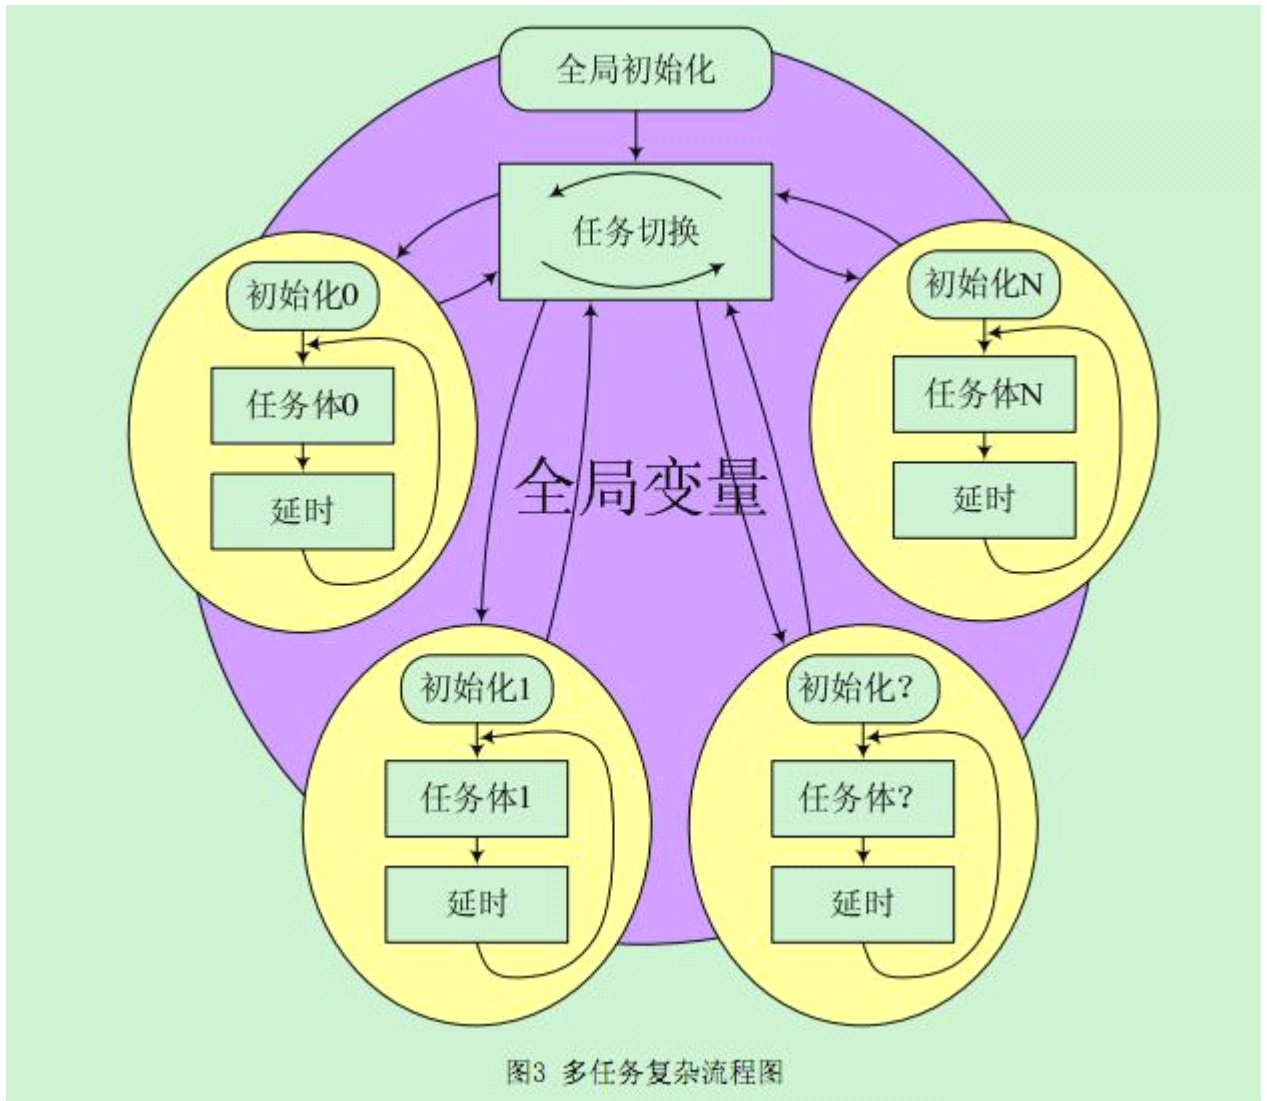 全局初始化
任务切换
初始化0
任务体0
延时
初始化N
任务体N
延时
全局变量
初始化1
任务体1
延时
初始化？
任务体？
延时
图3 多任务复杂流程图